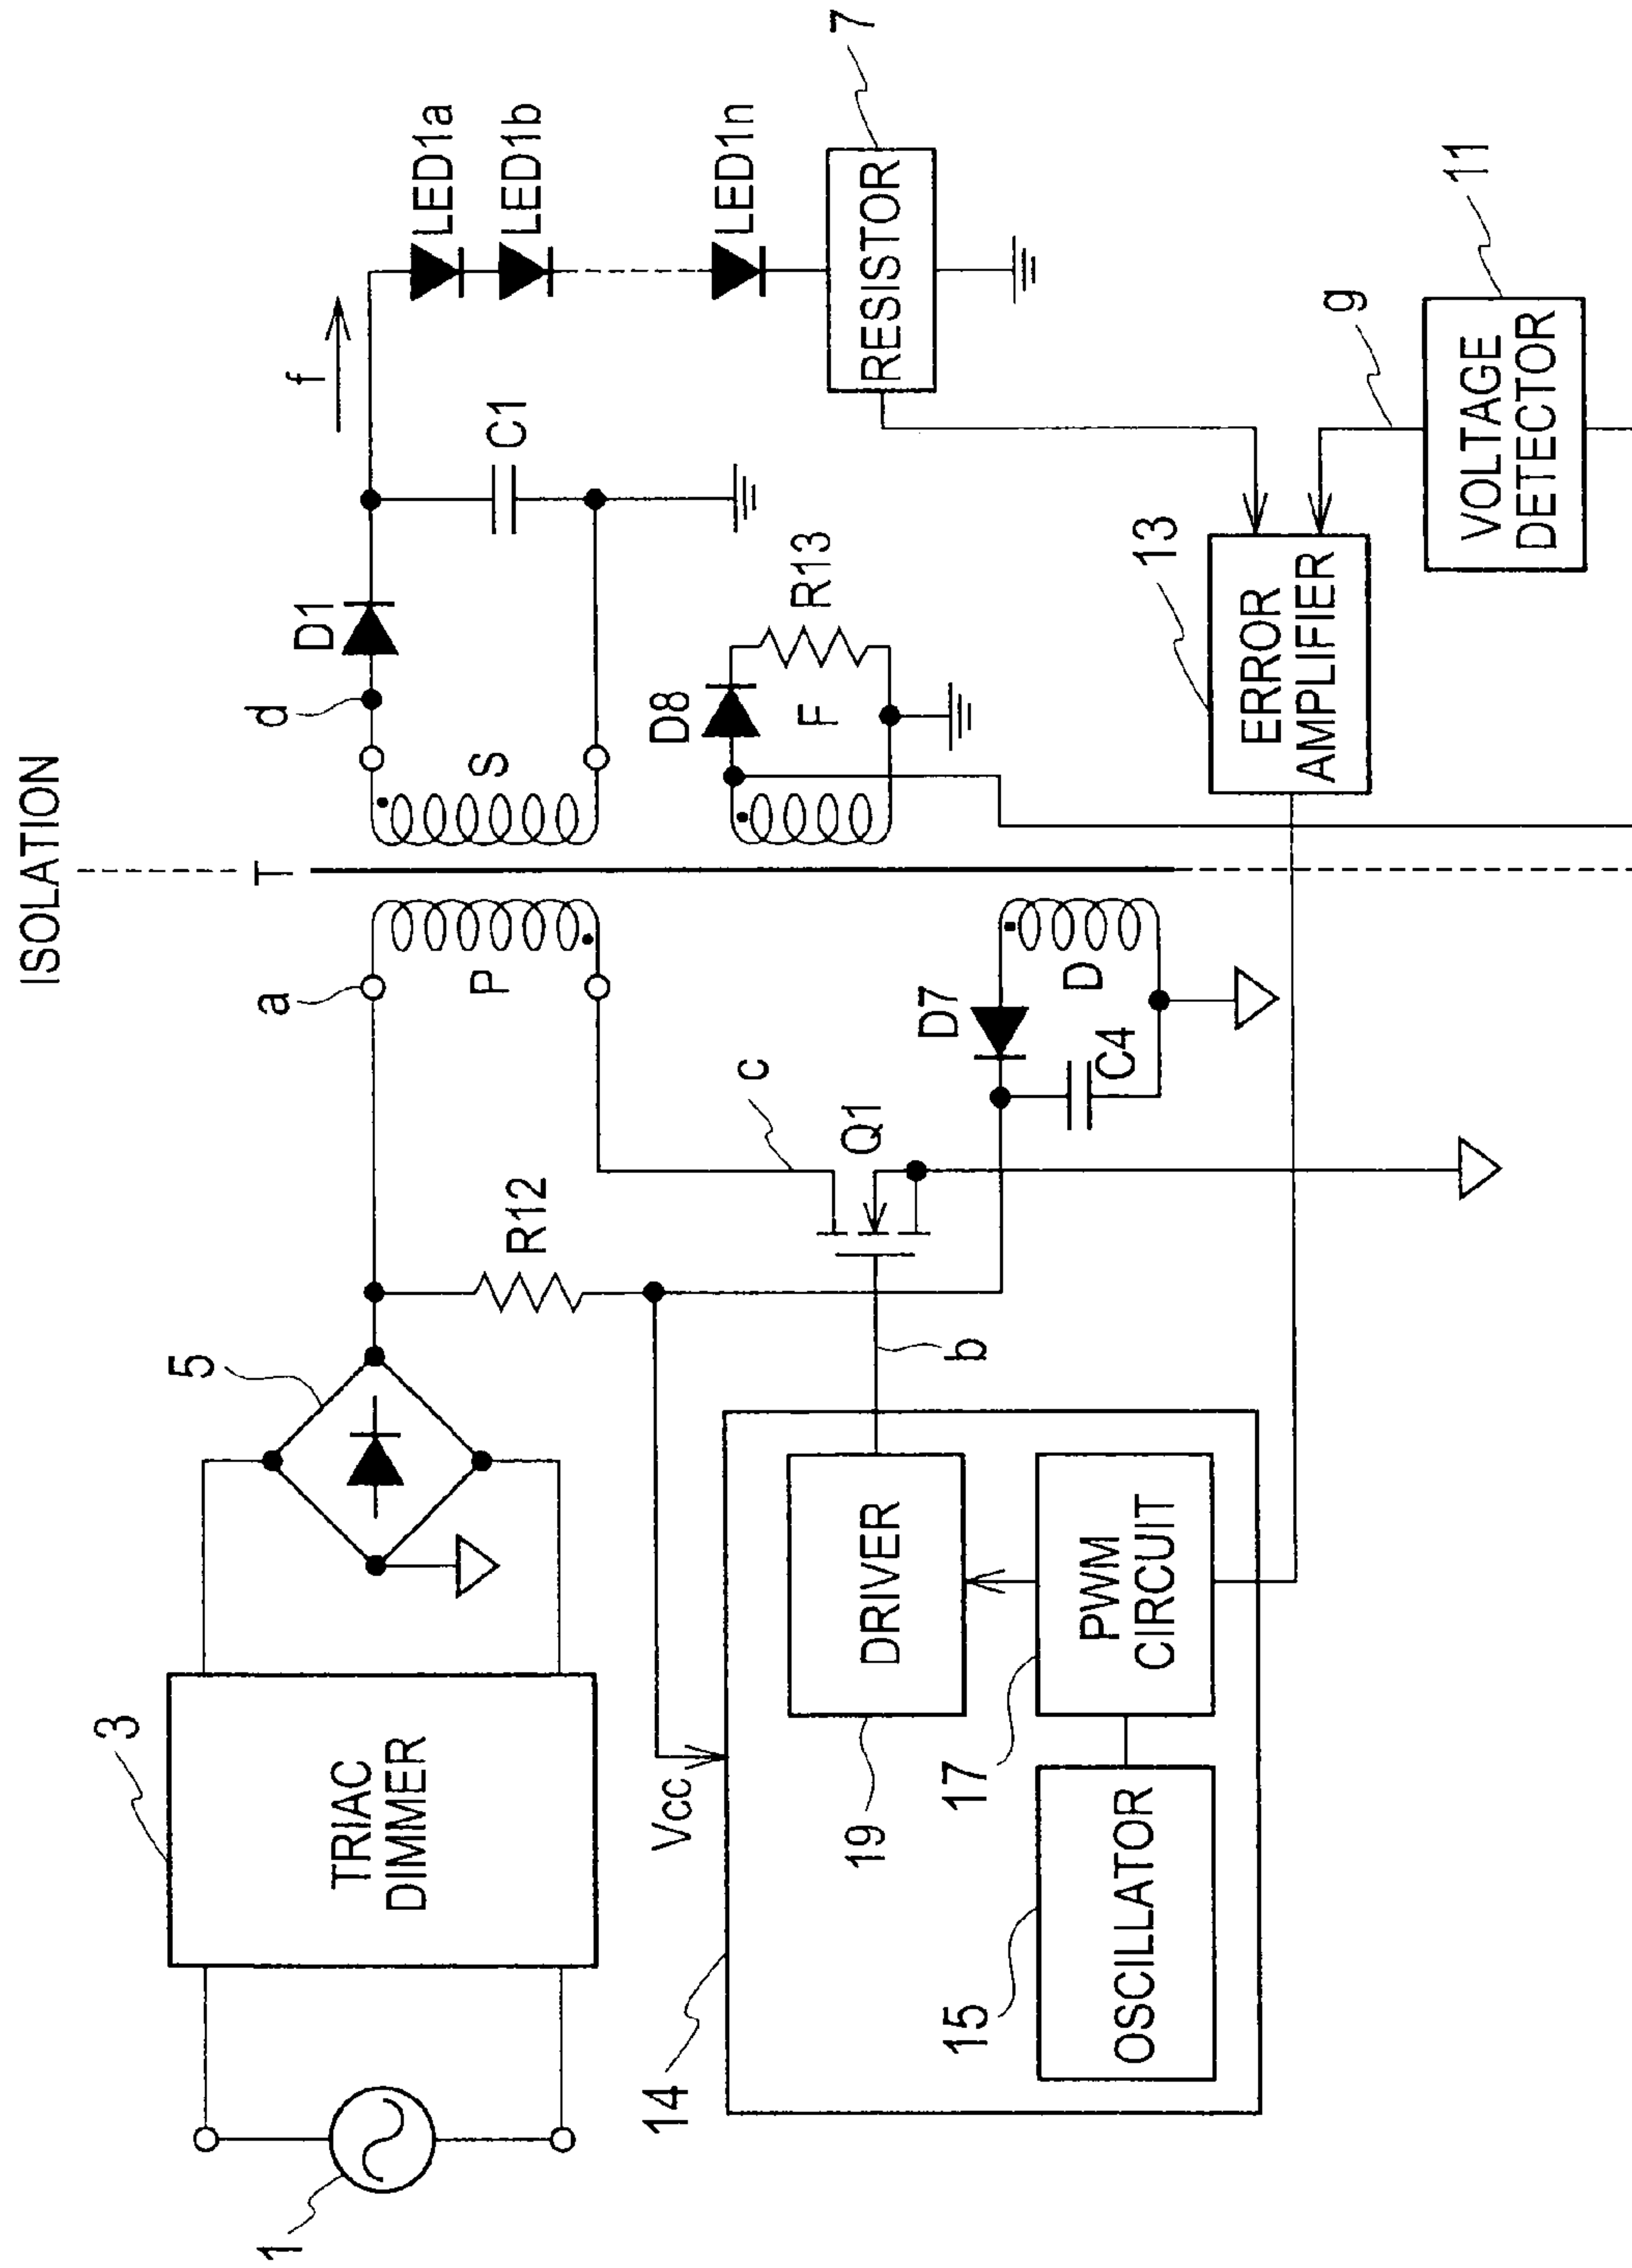 ISOLATION
T
1
3
TRIAC
DIMMER
5
a
P
S
d
D1
f
C1
LED1a
LED1b
LED1n
RESISTOR
7
R12
c
Q1
b
D7
C4
D
D8
R13
F
Vcc
14
DRIVER
19
PWM
CIRCUIT
17
OSCILLATOR
15
ERROR
AMPLIFIER
13
g
VOLTAGE
DETECTOR
11